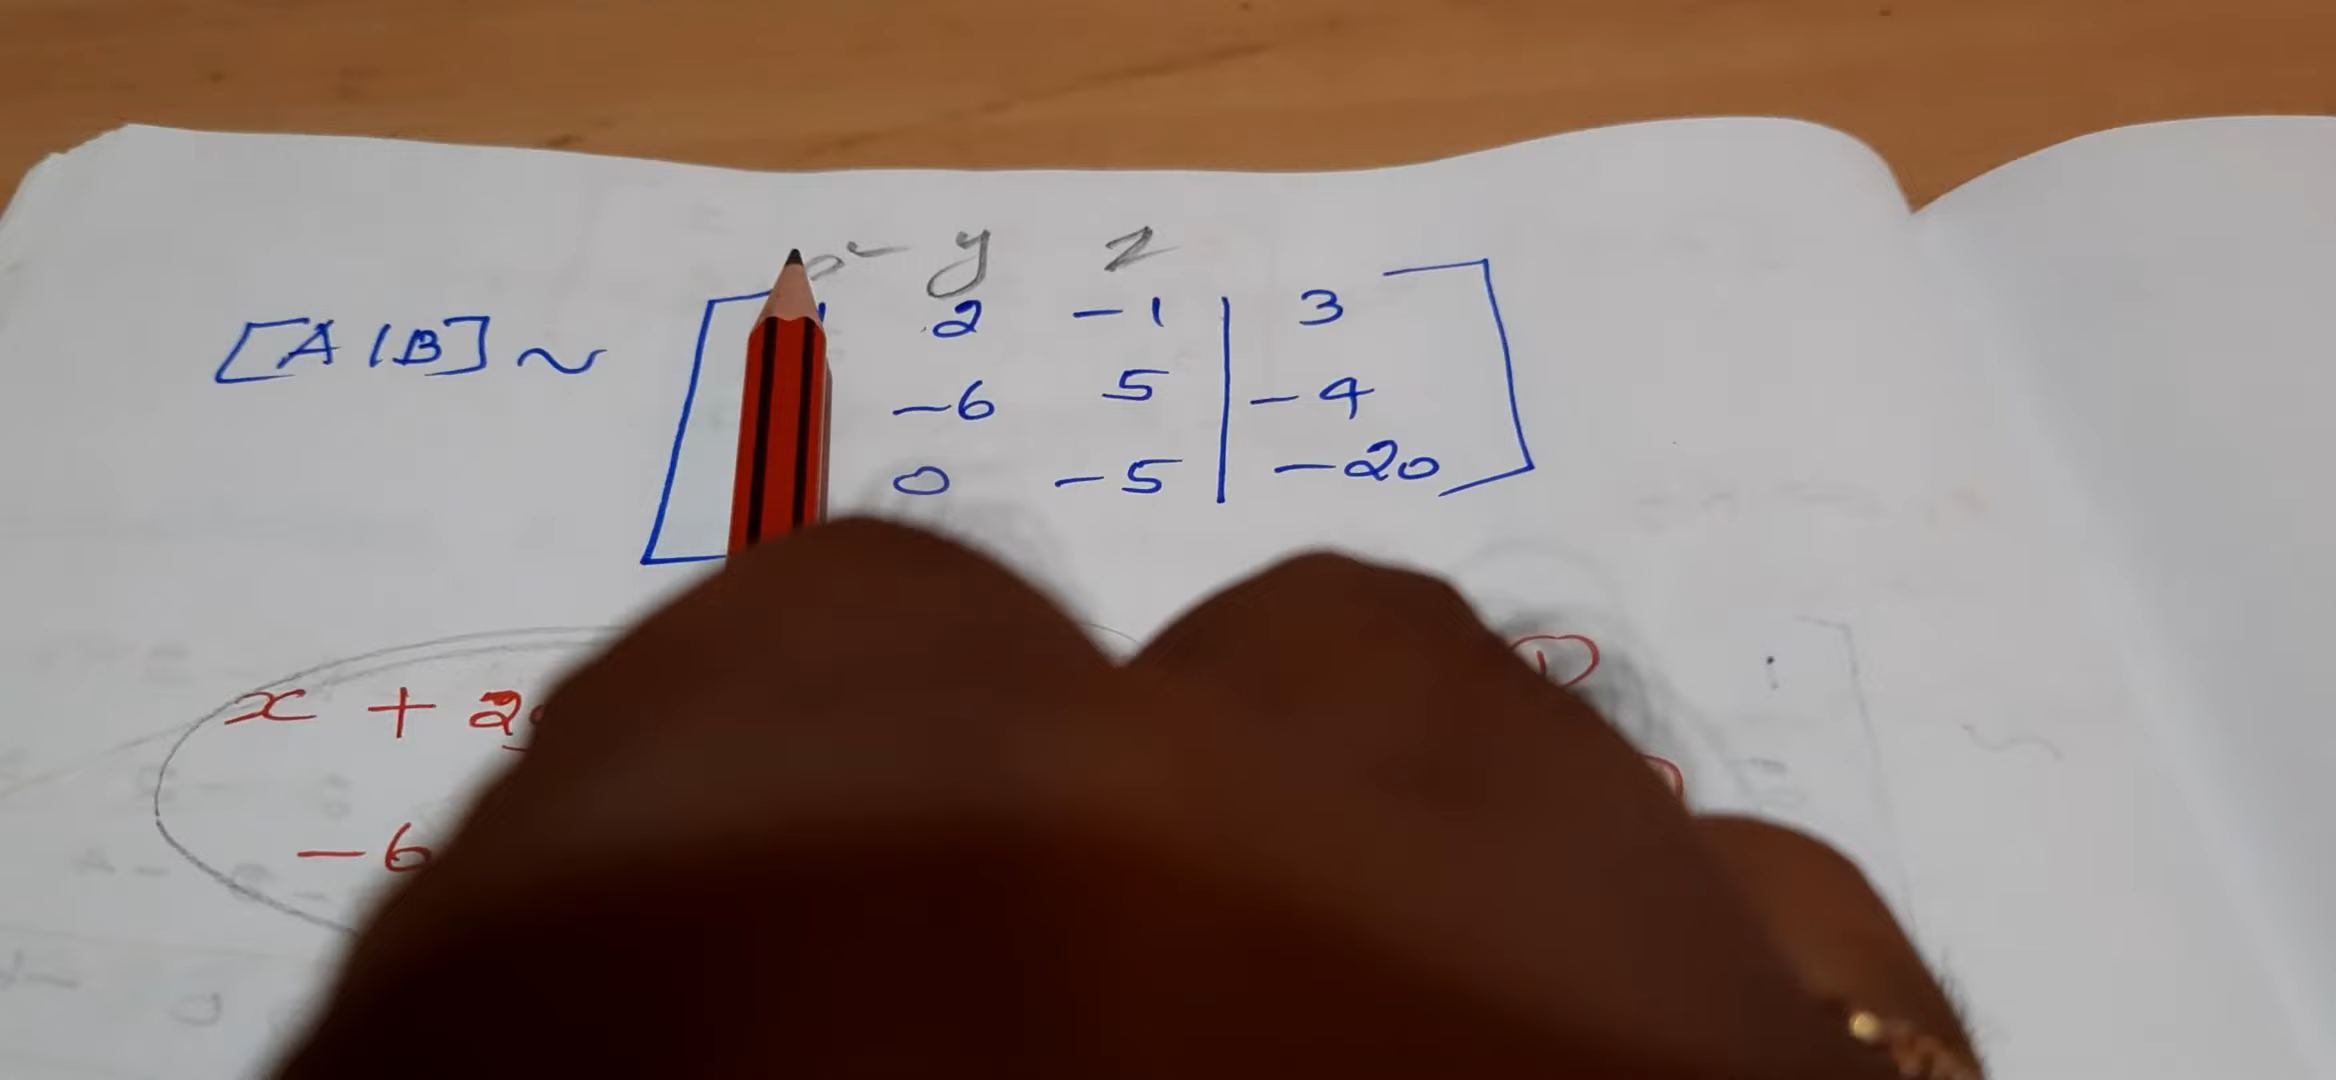 y z
[A|B] ~ [ 2 -1 | 3 ]
-6 5 | -4
0 -5 | -20
x + 2
-6